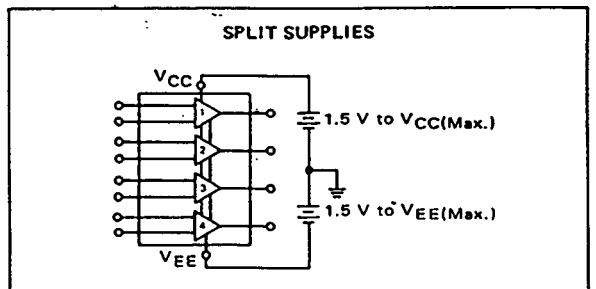 SPLIT SUPPLIES
VCC
1
1.5 V to VCC(Max.)
2
3
1.5 V to VEE(Max.)
4
VEE